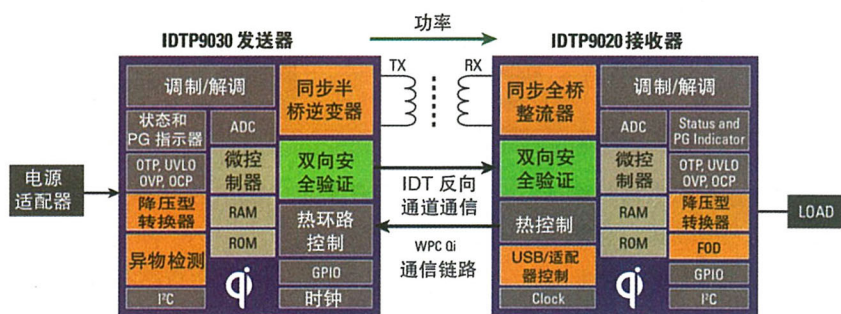 功率
IDTP9030 发送器
IDTP9020 接收器
电源
适配器
调制/解调
同步半
桥逆变器
状态和
PG 指示器
ADC
OTP, UVLO
OVP, OCP
微控
制器
双向安
全验证
降压型
转换器
RAM
热环路
控制
异物检测
ROM
GPIO
I²C
qi
时钟
TX
RX
IDT 反向
通道通信
WPC Qi
通信链路
同步全桥
整流器
调制/解调
ADC
Status and
PG Indicator
双向安
全验证
微控
制器
OTP, UVLO
OVP, OCP
热控制
RAM
降压型
转换器
USB/适配
器控制
ROM
FOD
GPIO
Clock
qi
I²C
LOAD